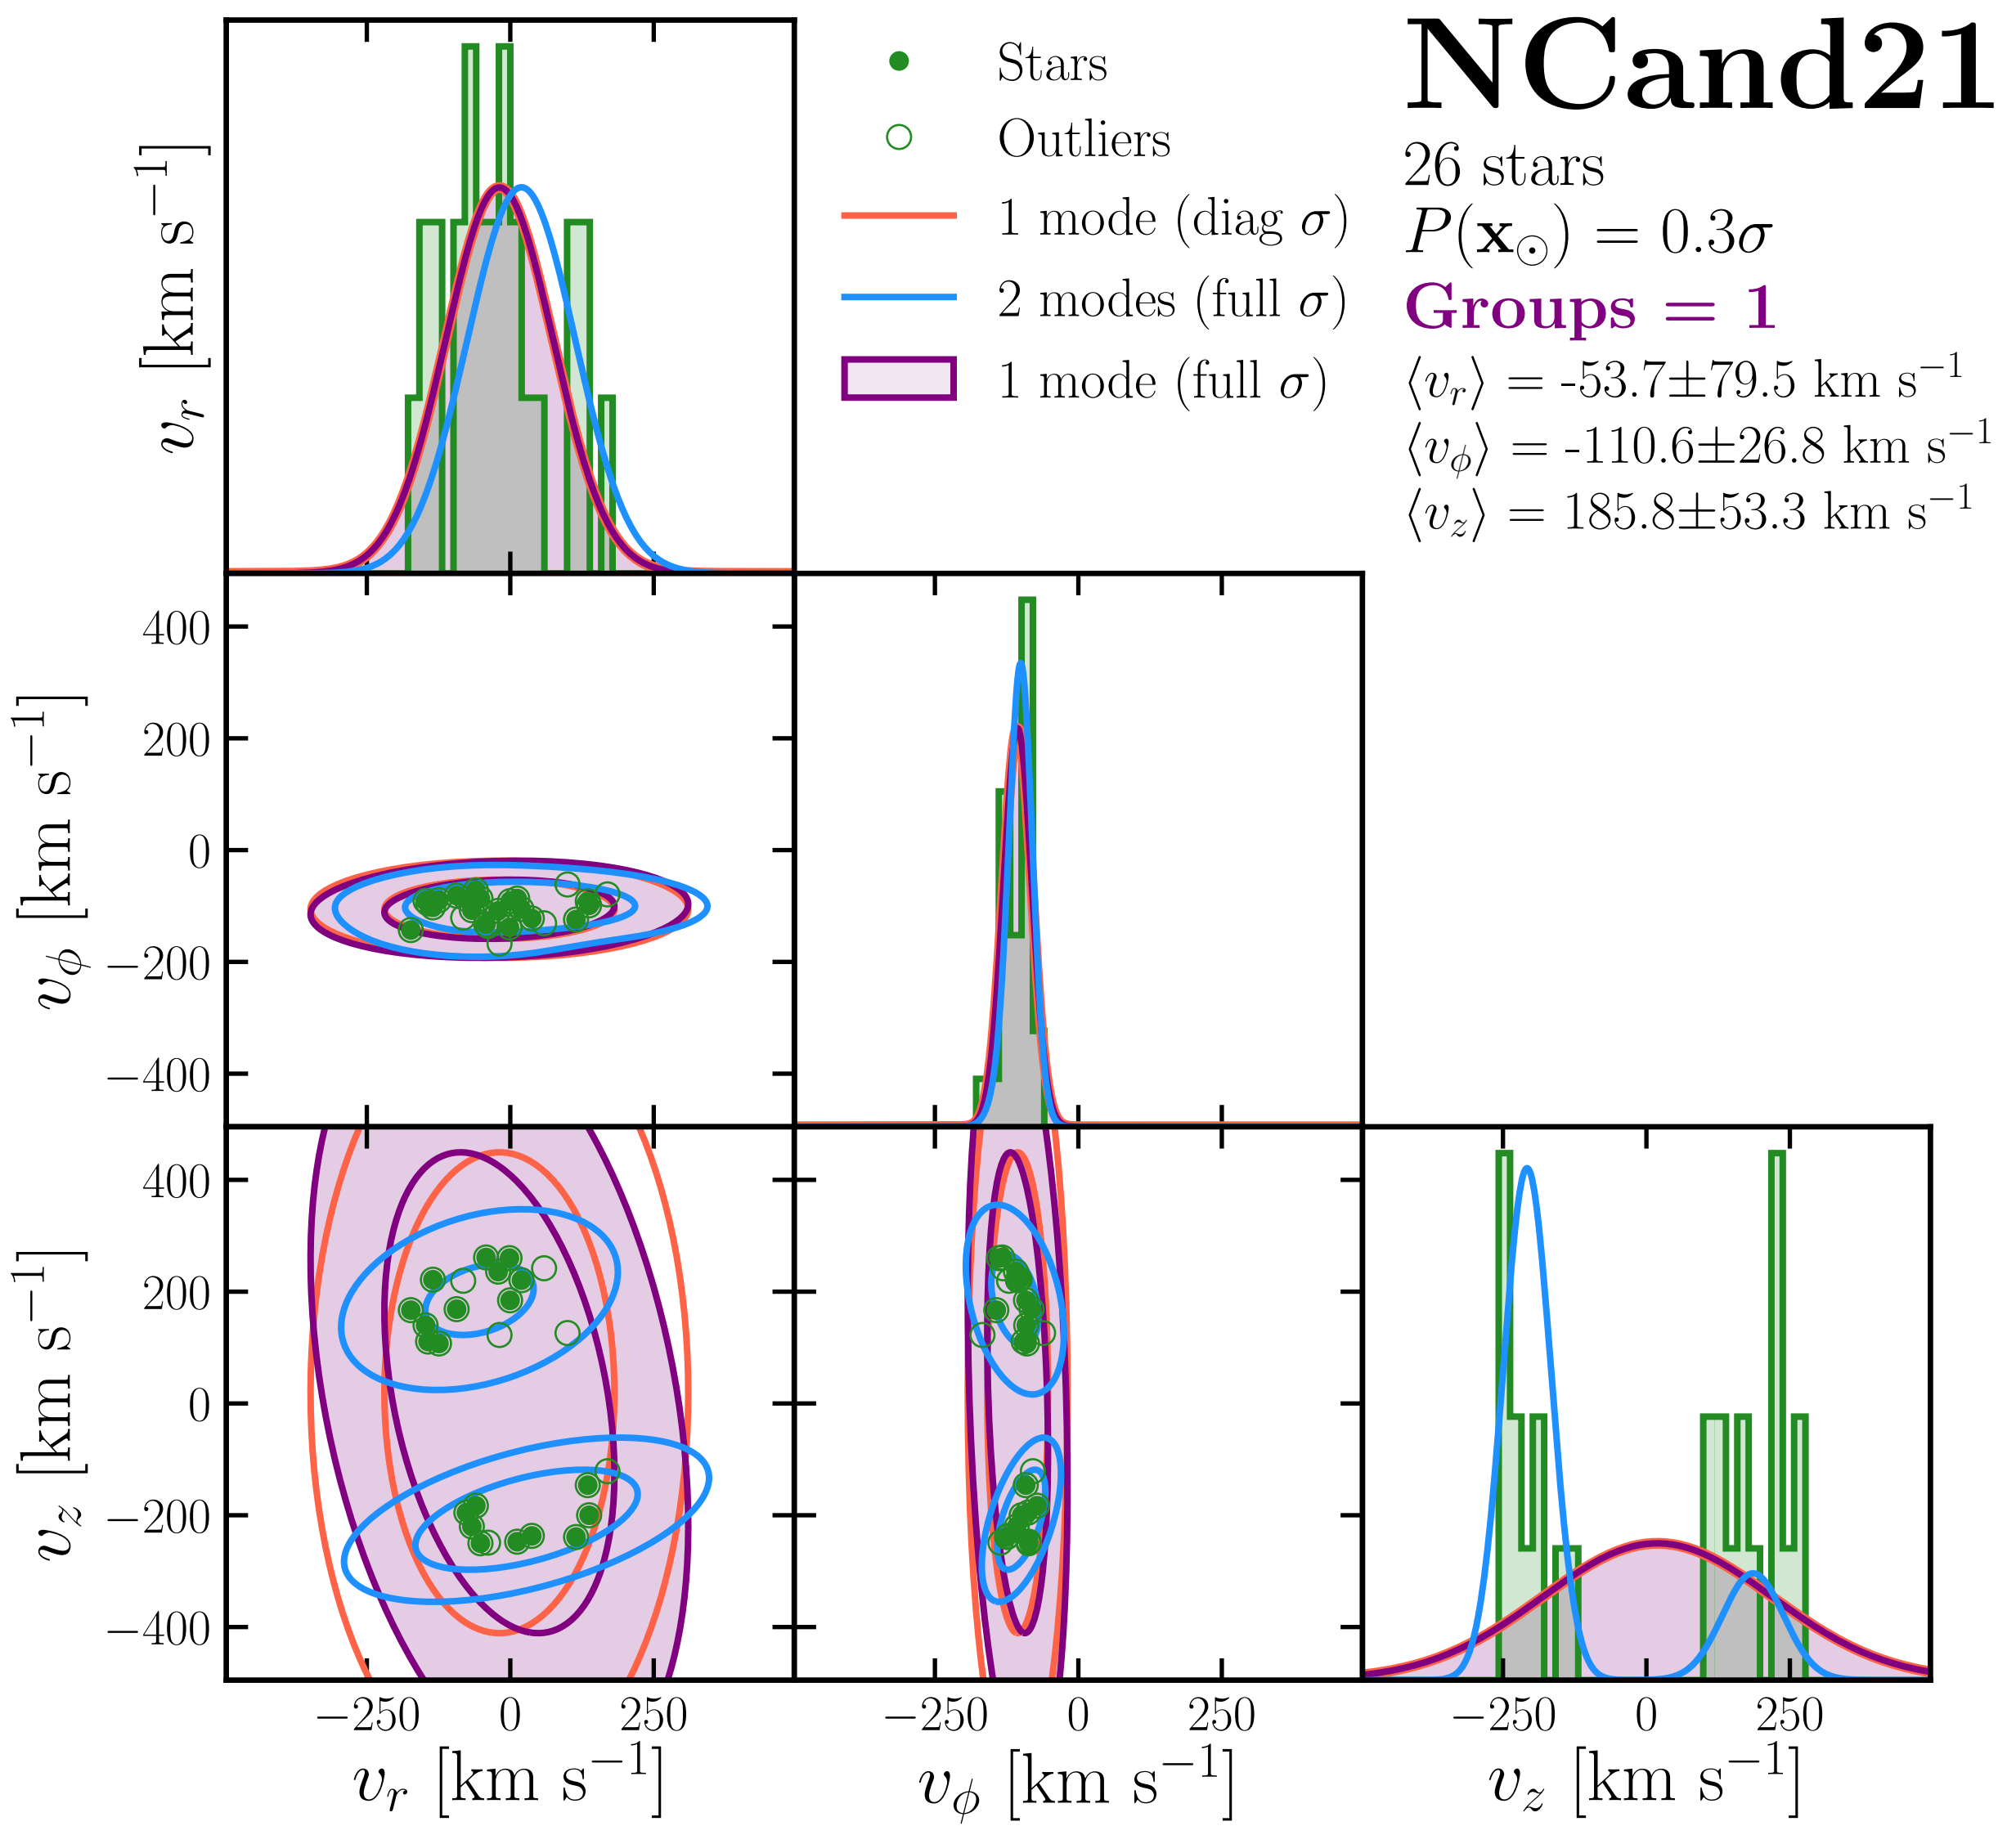 NCand21
26 stars
P(x⊙) = 0.3σ
Groups = 1
⟨v_r⟩ = -53.7±79.5 km s⁻¹
⟨v_ϕ⟩ = -110.6±26.8 km s⁻¹
⟨v_z⟩ = 185.8±53.3 km s⁻¹
Stars
Outliers
1 mode (diag σ)
2 modes (full σ)
1 mode (full σ)
v_r [km s⁻¹]
400
200
0
−200
−400
v_ϕ [km s⁻¹]
400
200
0
−200
−400
v_z [km s⁻¹]
−250 0 250
v_r [km s⁻¹]
−250 0 250
v_ϕ [km s⁻¹]
−250 0 250
v_z [km s⁻¹]